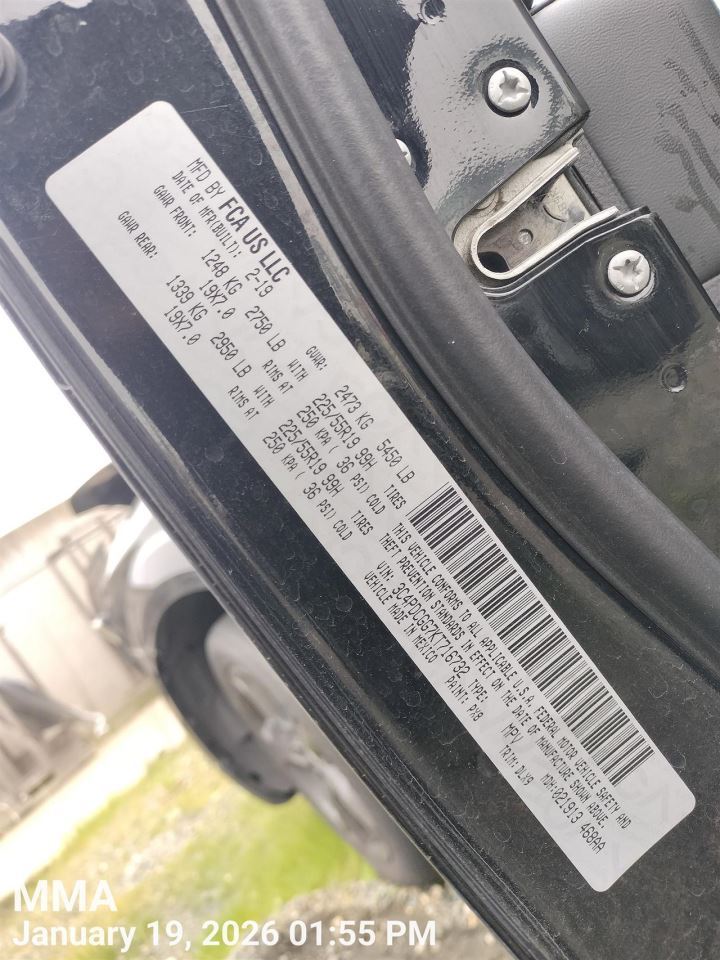 MFD BY FCA US LLC
DATE OF MFR(BUILT): 2-19
GVWR: 2473 KG 5450 LB
GAWR FRONT: 1248 KG 2750 LB WITH 225/55R19 99H TIRES
19X7.0 RIMS AT 250 KPA ( 36 PSI) COLD
GAWR REAR: 1339 KG 2950 LB WITH 225/55R19 99H TIRES
19X7.0 RIMS AT 250 KPA ( 36 PSI) COLD
THIS VEHICLE CONFORMS TO ALL APPLICABLE U.S.A. FEDERAL MOTOR VEHICLE SAFETY AND
THEFT PREVENTION STANDARDS IN EFFECT ON THE DATE OF MANUFACTURE SHOWN ABOVE.
VIN: 3C4PDCGG7KT716732 TYPE: MPV MDH:021913 468AA
VEHICLE MADE IN MEXICO PAINT: PX8 TRIM:DLX9
MMA
January 19, 2026 01:55 PM